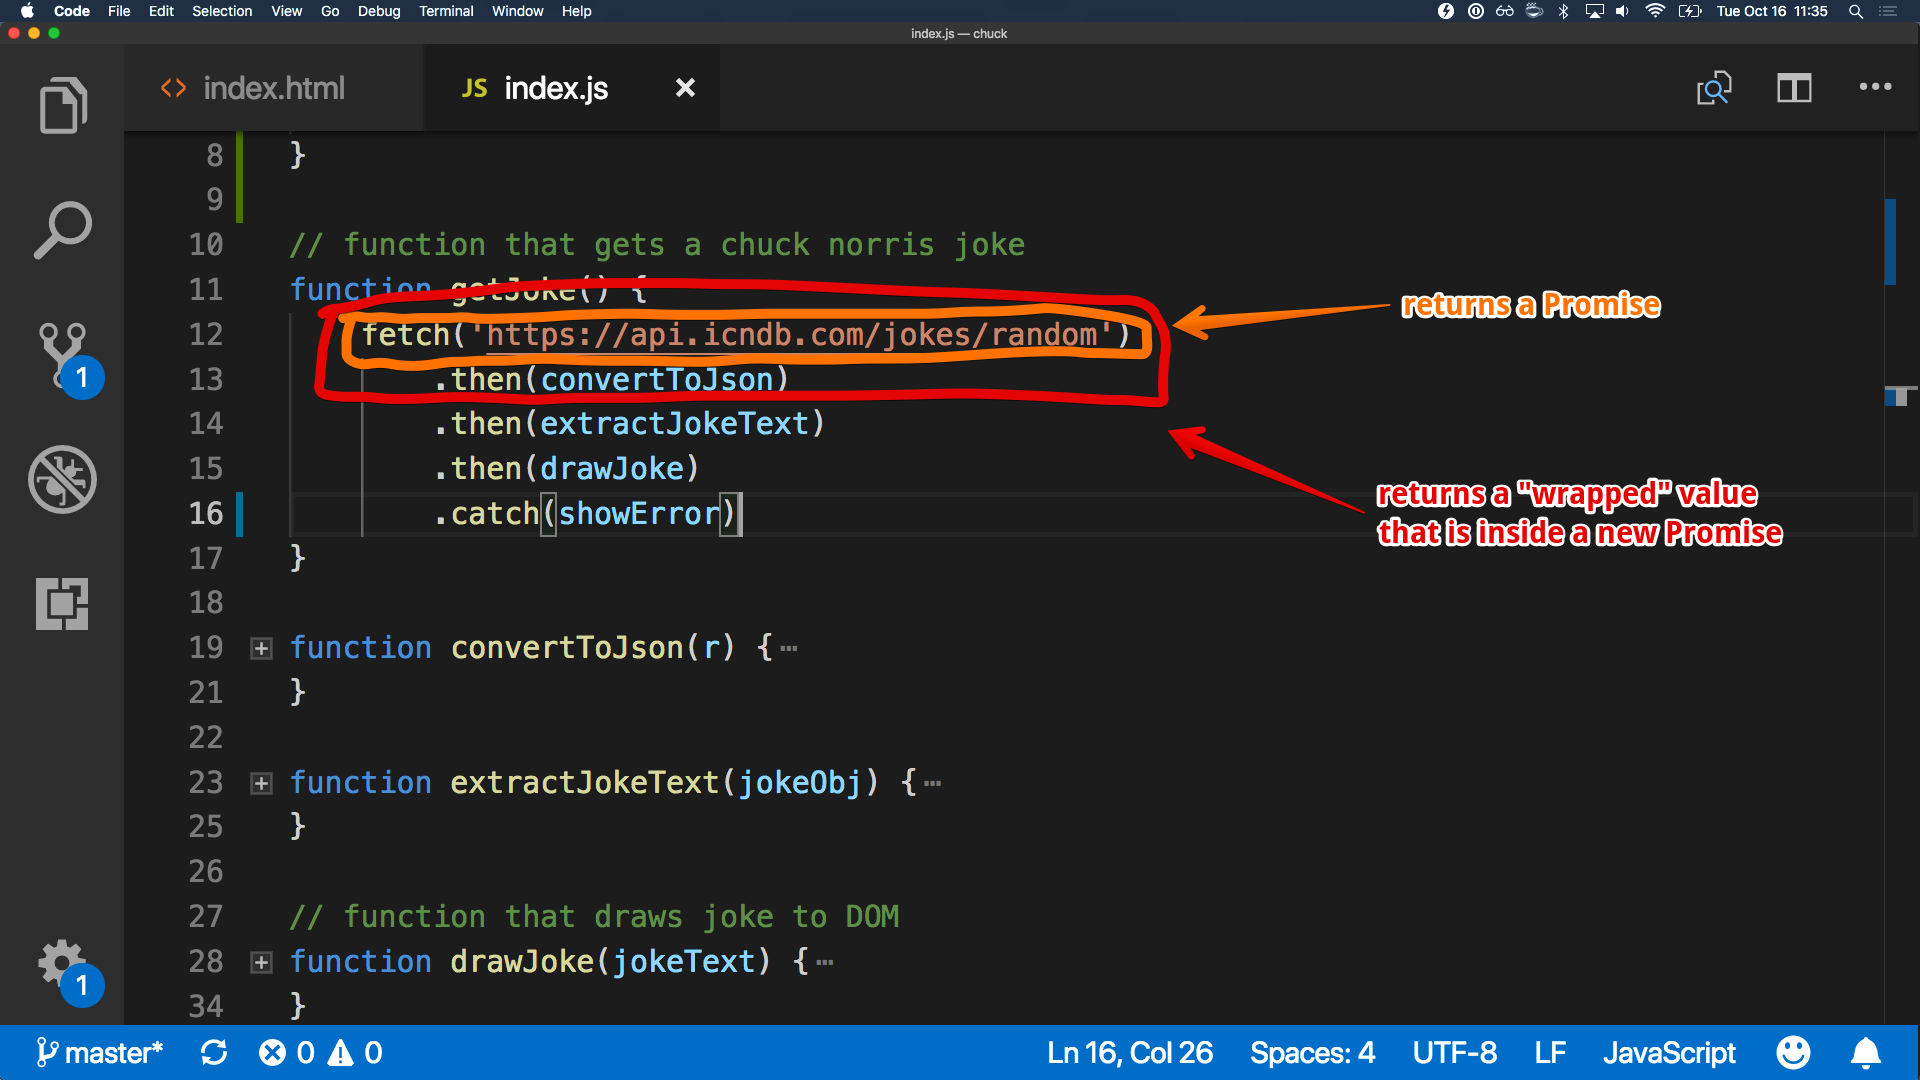 Code File Edit Selection View Go Debug Terminal Window Help Tue Oct 16 11:35
index.js — chuck
<> index.html JS index.js
8 }
9
10 // function that gets a chuck norris joke
11 function getJoke() {
12 fetch('https://api.icndb.com/jokes/random')
returns a Promise
13 .then(convertToJson)
14 .then(extractJokeText)
15 .then(drawJoke)
16 .catch(showError)
returns a "wrapped" value
that is inside a new Promise
17 }
18
19 function convertToJson(r) {⋯
21 }
22
23 function extractJokeText(jokeObj) {⋯
25 }
26
27 // function that draws joke to DOM
28 function drawJoke(jokeText) {⋯
34 }
1
1
master* 0 0 Ln 16, Col 26 Spaces: 4 UTF-8 LF JavaScript